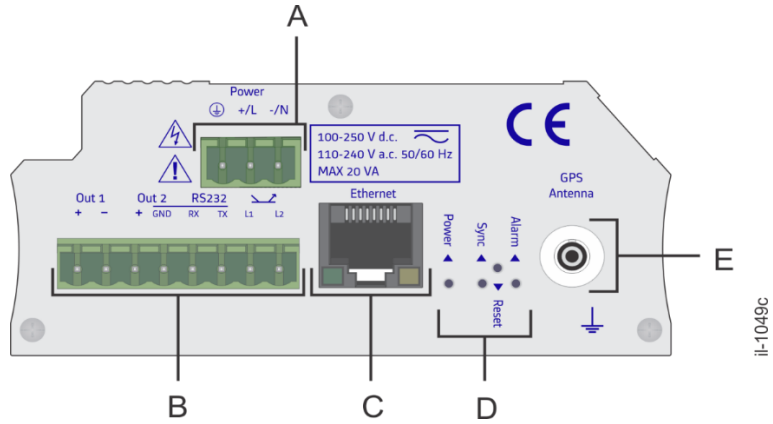 A
Power
+/L -/N
100-250 V d.c.
110-240 V a.c. 50/60 Hz
MAX 20 VA
CE
GPS
Antenna
Out 1
+ −
Out 2 RS232
+ GND RX TX L1 L2
Ethernet
Power
Sync
Alarm
Reset
E
B
C
D
il-1049c